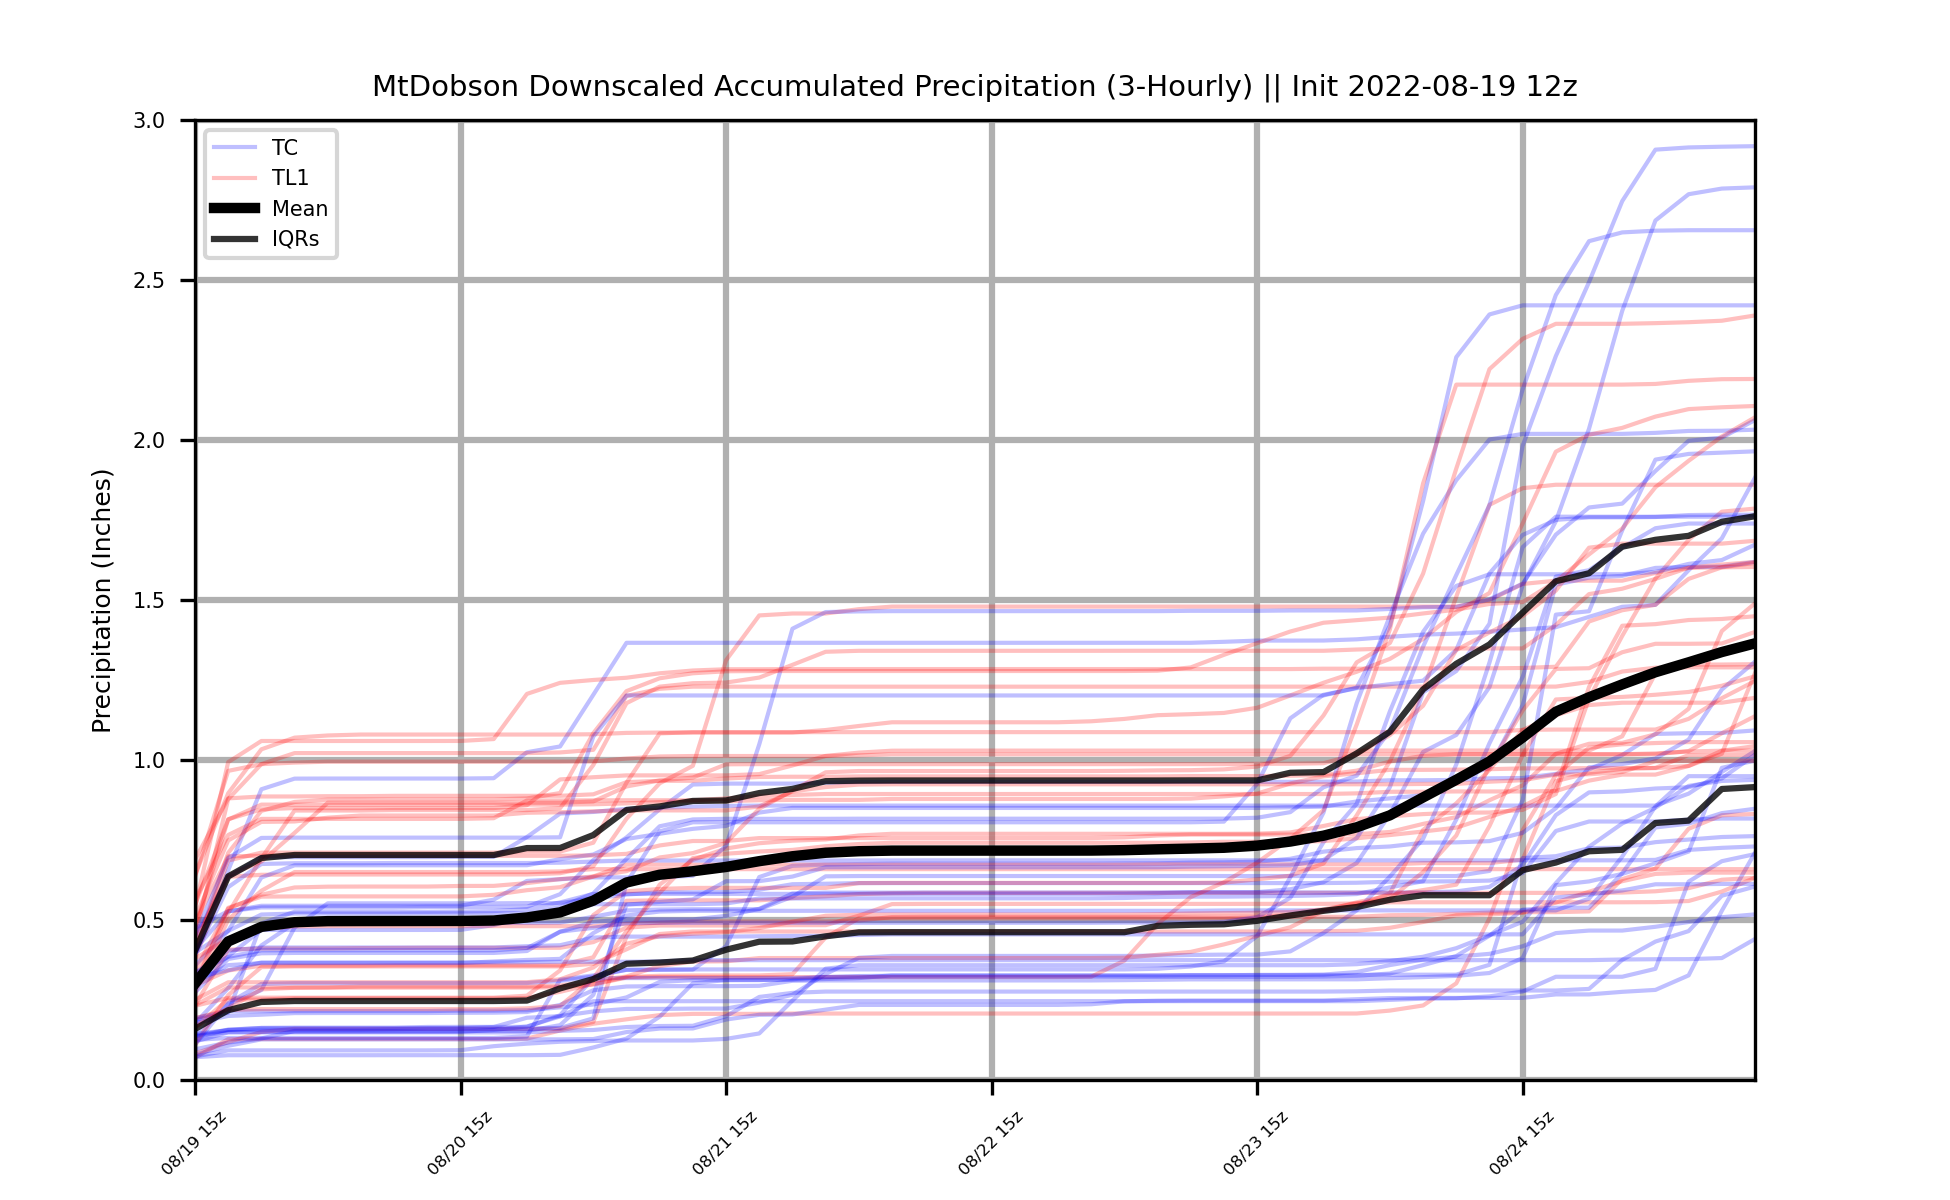 MtDobson Downscaled Accumulated Precipitation (3-Hourly) || Init 2022-08-19 12z
3.0
2.5
2.0
1.5
1.0
0.5
0.0
Precipitation (Inches)
TC
TL1
Mean
IQRs
08/19 15z
08/20 15z
08/21 15z
08/22 15z
08/23 15z
08/24 15z